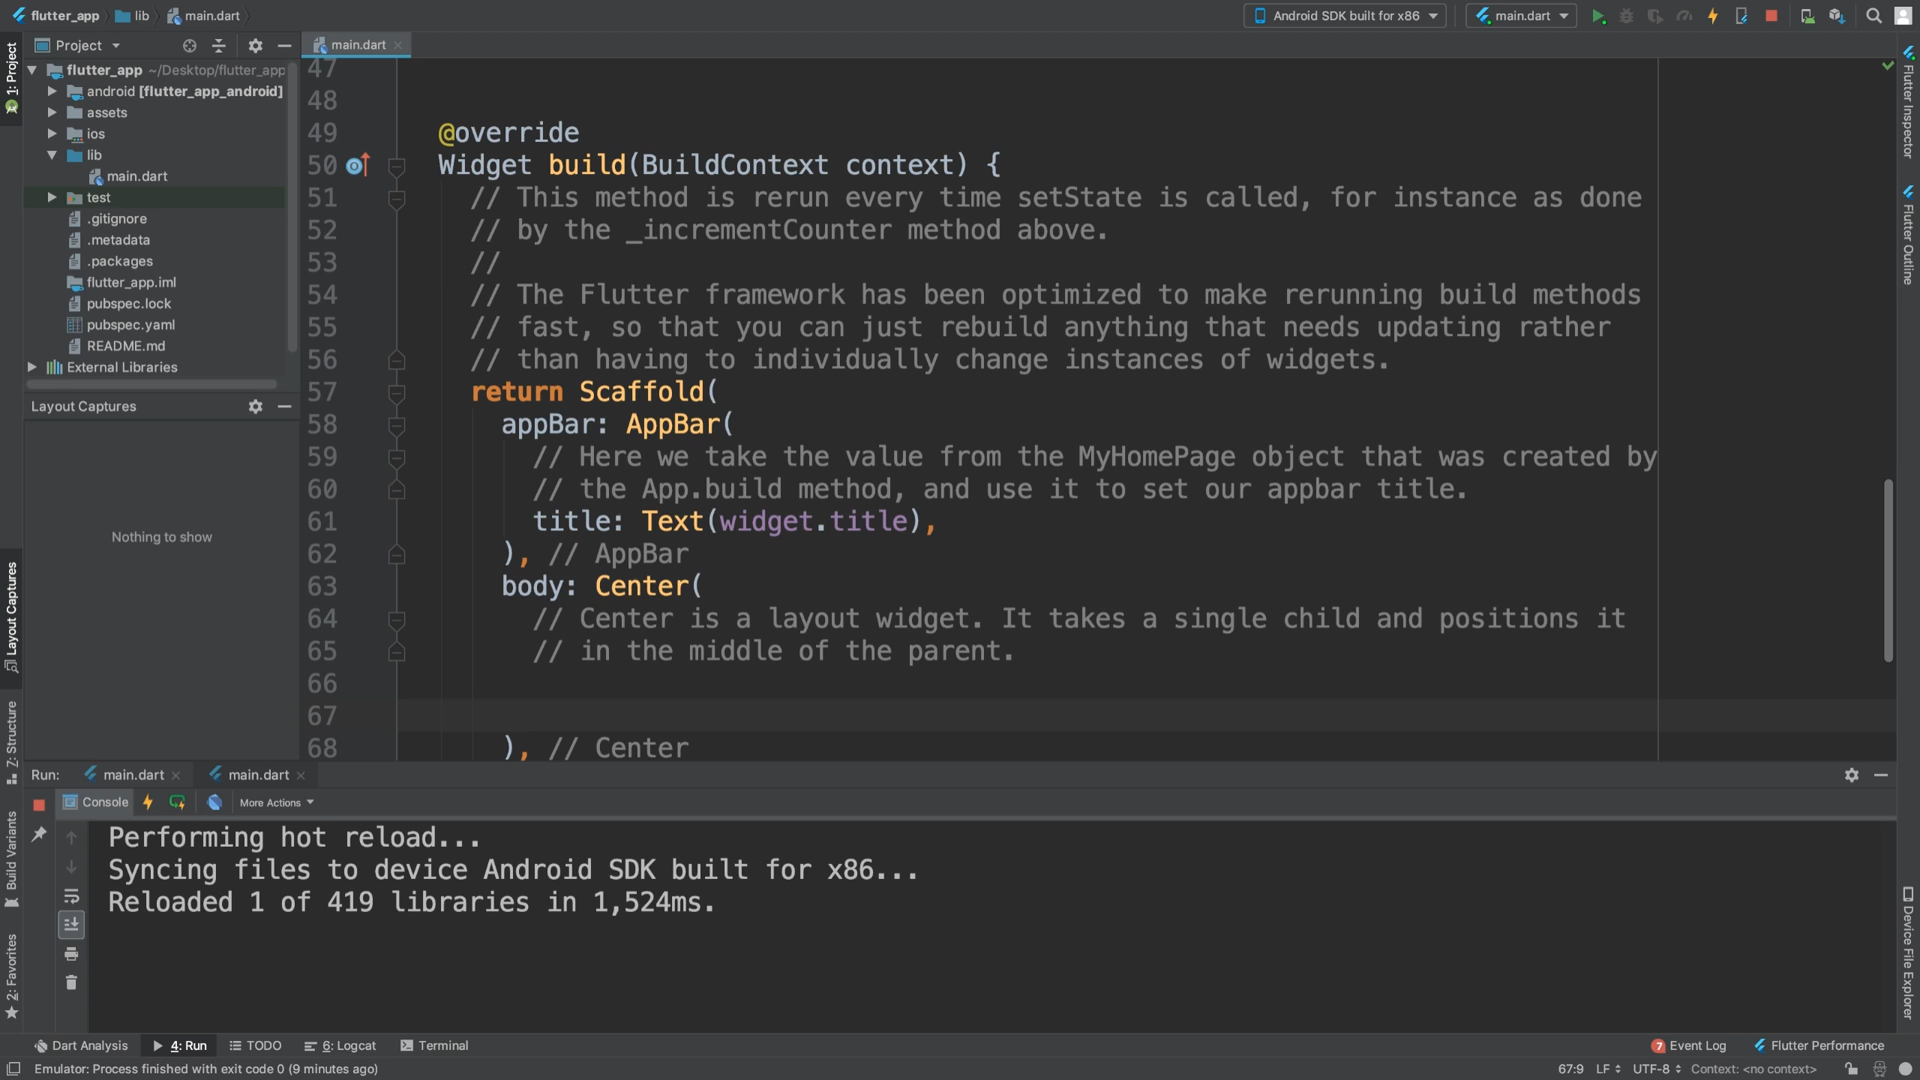 flutter_app
lib
main.dart
Android SDK built for x86
main.dart
1: Project
Project
main.dart
flutter_app ~/Desktop/flutter_app
android [flutter_app_android]
assets
ios
lib
main.dart
test
.gitignore
.metadata
.packages
flutter_app.iml
pubspec.lock
pubspec.yaml
README.md
External Libraries
Layout Captures
Nothing to show
Layout Captures
Z: Structure
Build Variants
2: Favorites
47
48
49 @override
50 Widget build(BuildContext context) {
51 // This method is rerun every time setState is called, for instance as done
52 // by the _incrementCounter method above.
53 //
54 // The Flutter framework has been optimized to make rerunning build methods
55 // fast, so that you can just rebuild anything that needs updating rather
56 // than having to individually change instances of widgets.
57 return Scaffold(
58 appBar: AppBar(
59 // Here we take the value from the MyHomePage object that was created by
60 // the App.build method, and use it to set our appbar title.
61 title: Text(widget.title),
62 ), // AppBar
63 body: Center(
64 // Center is a layout widget. It takes a single child and positions it
65 // in the middle of the parent.
66
67
68 ), // Center
Flutter Inspector
Flutter Outline
Device File Explorer
Run:
main.dart
main.dart
Console
More Actions
Performing hot reload...
Syncing files to device Android SDK built for x86...
Reloaded 1 of 419 libraries in 1,524ms.
Dart Analysis
4: Run
TODO
6: Logcat
Terminal
7 Event Log
Flutter Performance
Emulator: Process finished with exit code 0 (9 minutes ago)
67:9
LF
UTF-8
Context: <no context>